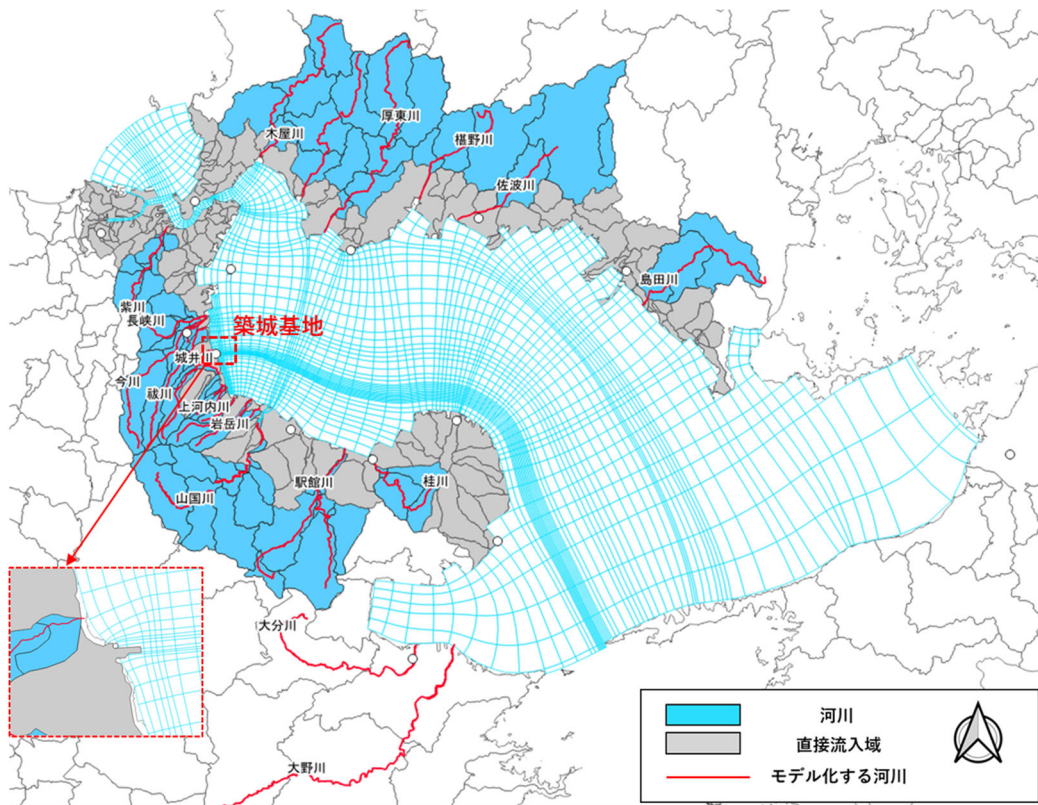 厚東川
木屋川
椹野川
佐波川
島田川
紫川
長峡川
築城基地
城井川
今川
祓川
上河内川
岩岳川
山国川
駅館川
桂川
大分川
大野川
河川
直接流入域
モデル化する河川